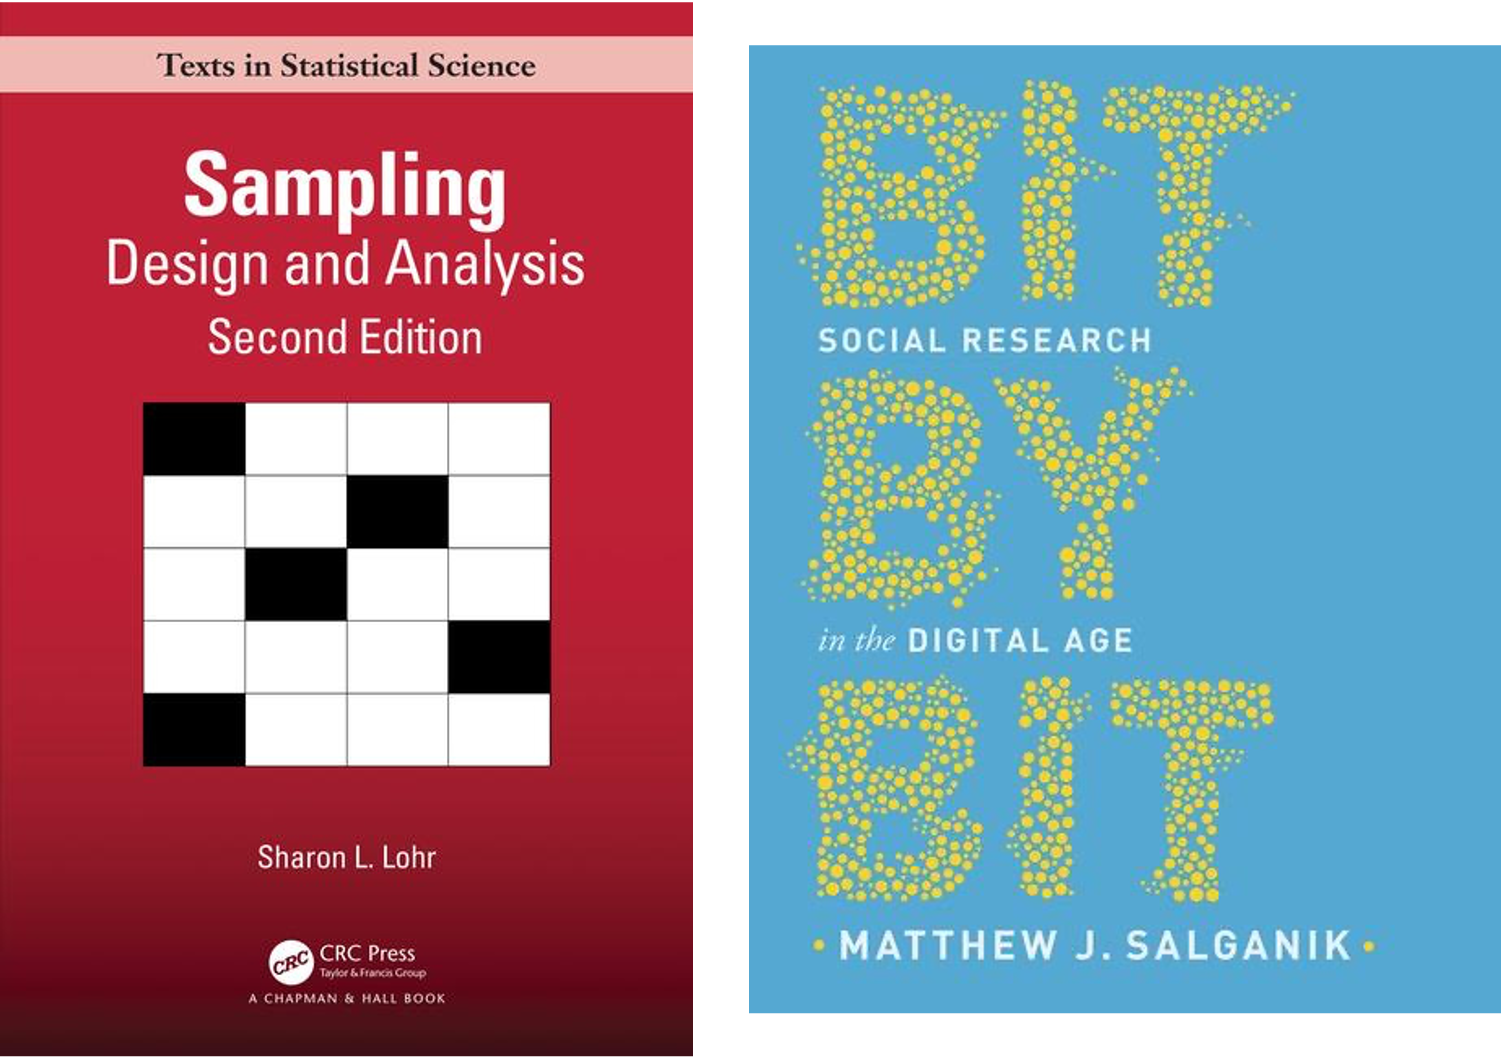 Texts in Statistical Science
Sampling
Design and Analysis
Second Edition
Sharon L. Lohr
CRC
CRC Press
Taylor & Francis Group
A CHAPMAN & HALL BOOK
BIT
SOCIAL RESEARCH
BY
in the DIGITAL AGE
BIT
• MATTHEW J. SALGANIK •